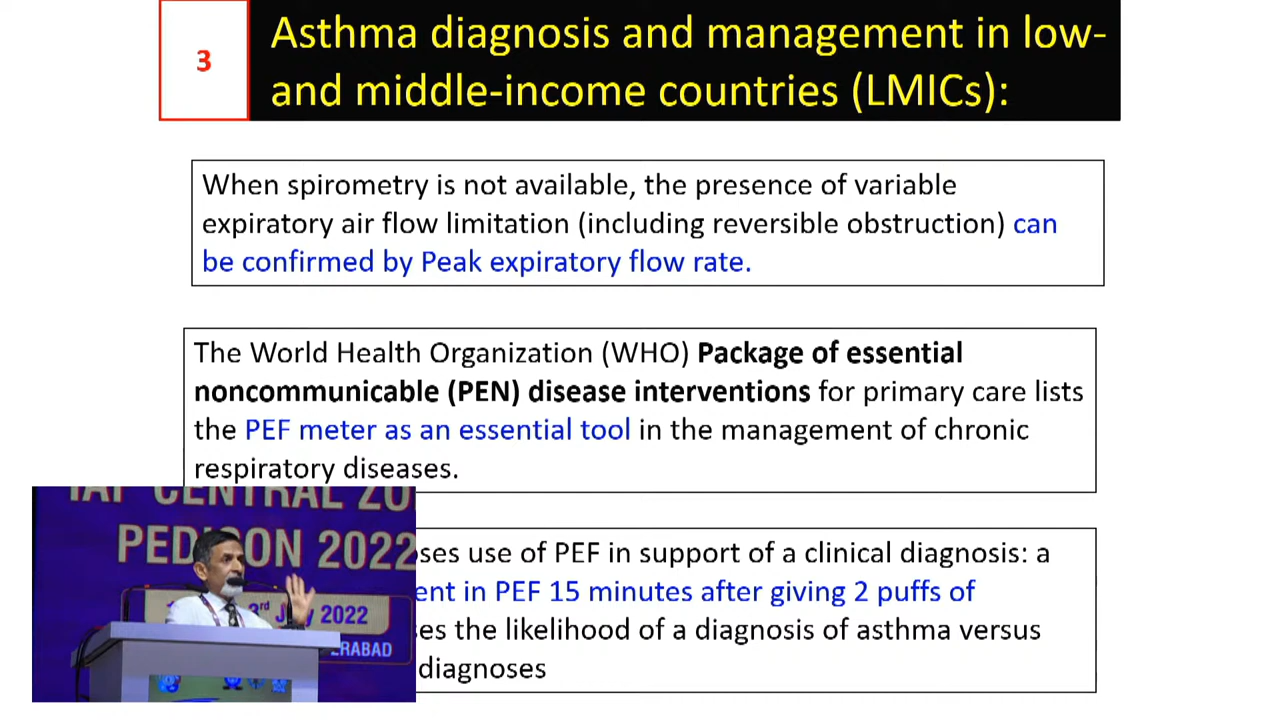 3
Asthma diagnosis and management in low-
and middle-income countries (LMICs):
When spirometry is not available, the presence of variable
expiratory air flow limitation (including reversible obstruction) can
be confirmed by Peak expiratory flow rate.
The World Health Organization (WHO) Package of essential
noncommunicable (PEN) disease interventions for primary care lists
the PEF meter as an essential tool in the management of chronic
respiratory diseases.
use of PEF in support of a clinical diagnosis: a
in PEF 15 minutes after giving 2 puffs of
the likelihood of a diagnosis of asthma versus
diagnoses
CENTRAL
PEDICON 2022
2022